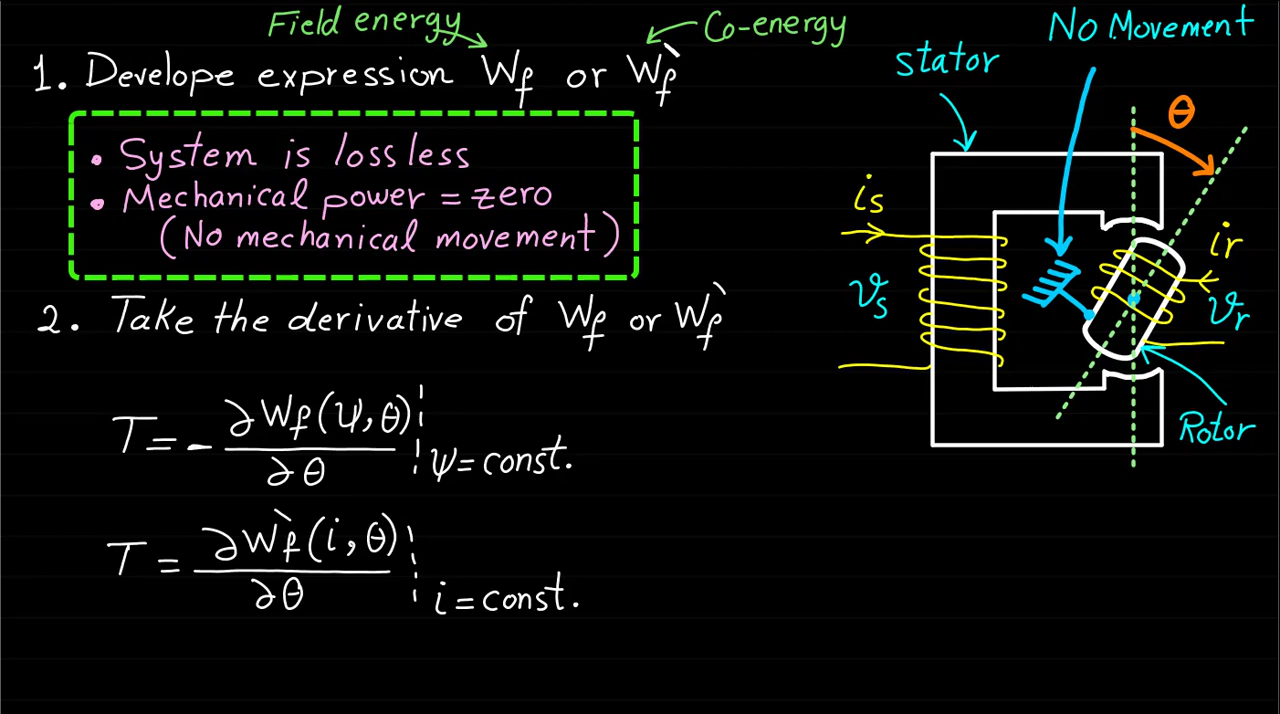 Field energy
Co-energy
1. Develope expression Wf or Wf`
• System is lossless
• Mechanical power = zero
(No mechanical movement)
2. Take the derivative of Wf or Wf`
T = - ∂Wf(ψ, θ) / ∂θ ¦ ψ = const.
T = ∂Wf`(i, θ) / ∂θ ¦ i = const.
No Movement
stator
θ
is
vs
ir
vr
Rotor